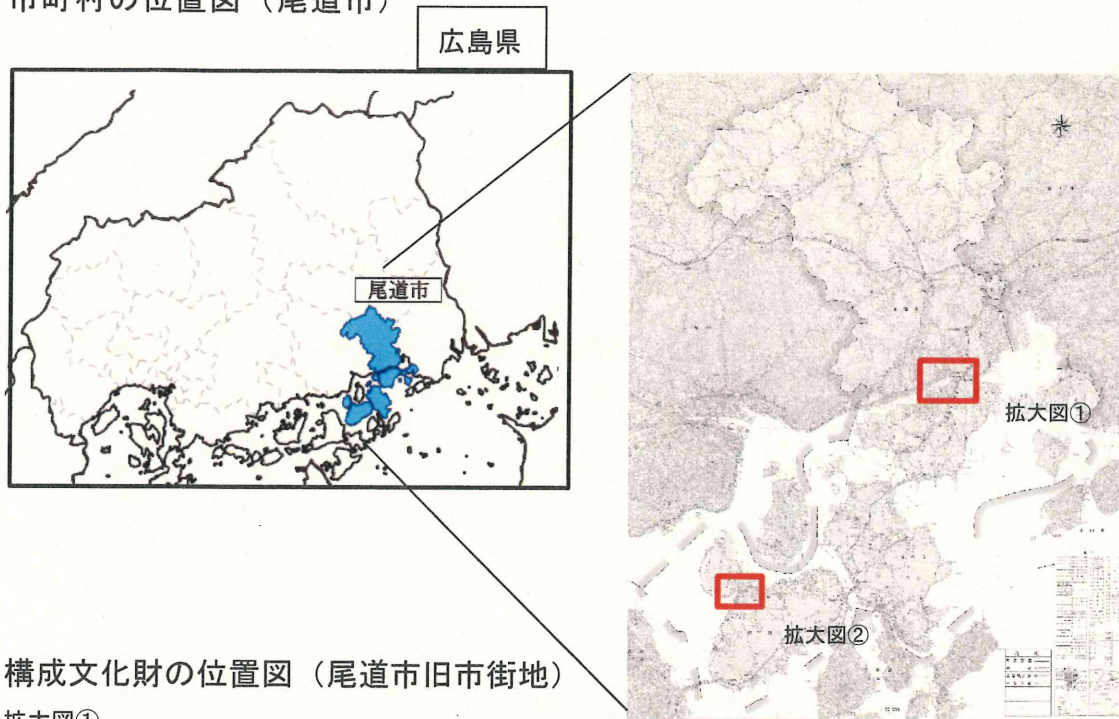 市町村の位置図（尾道市）
広島県
尾道市
拡大図①
拡大図②
構成文化財の位置図（尾道市旧市街地）
拡大図①